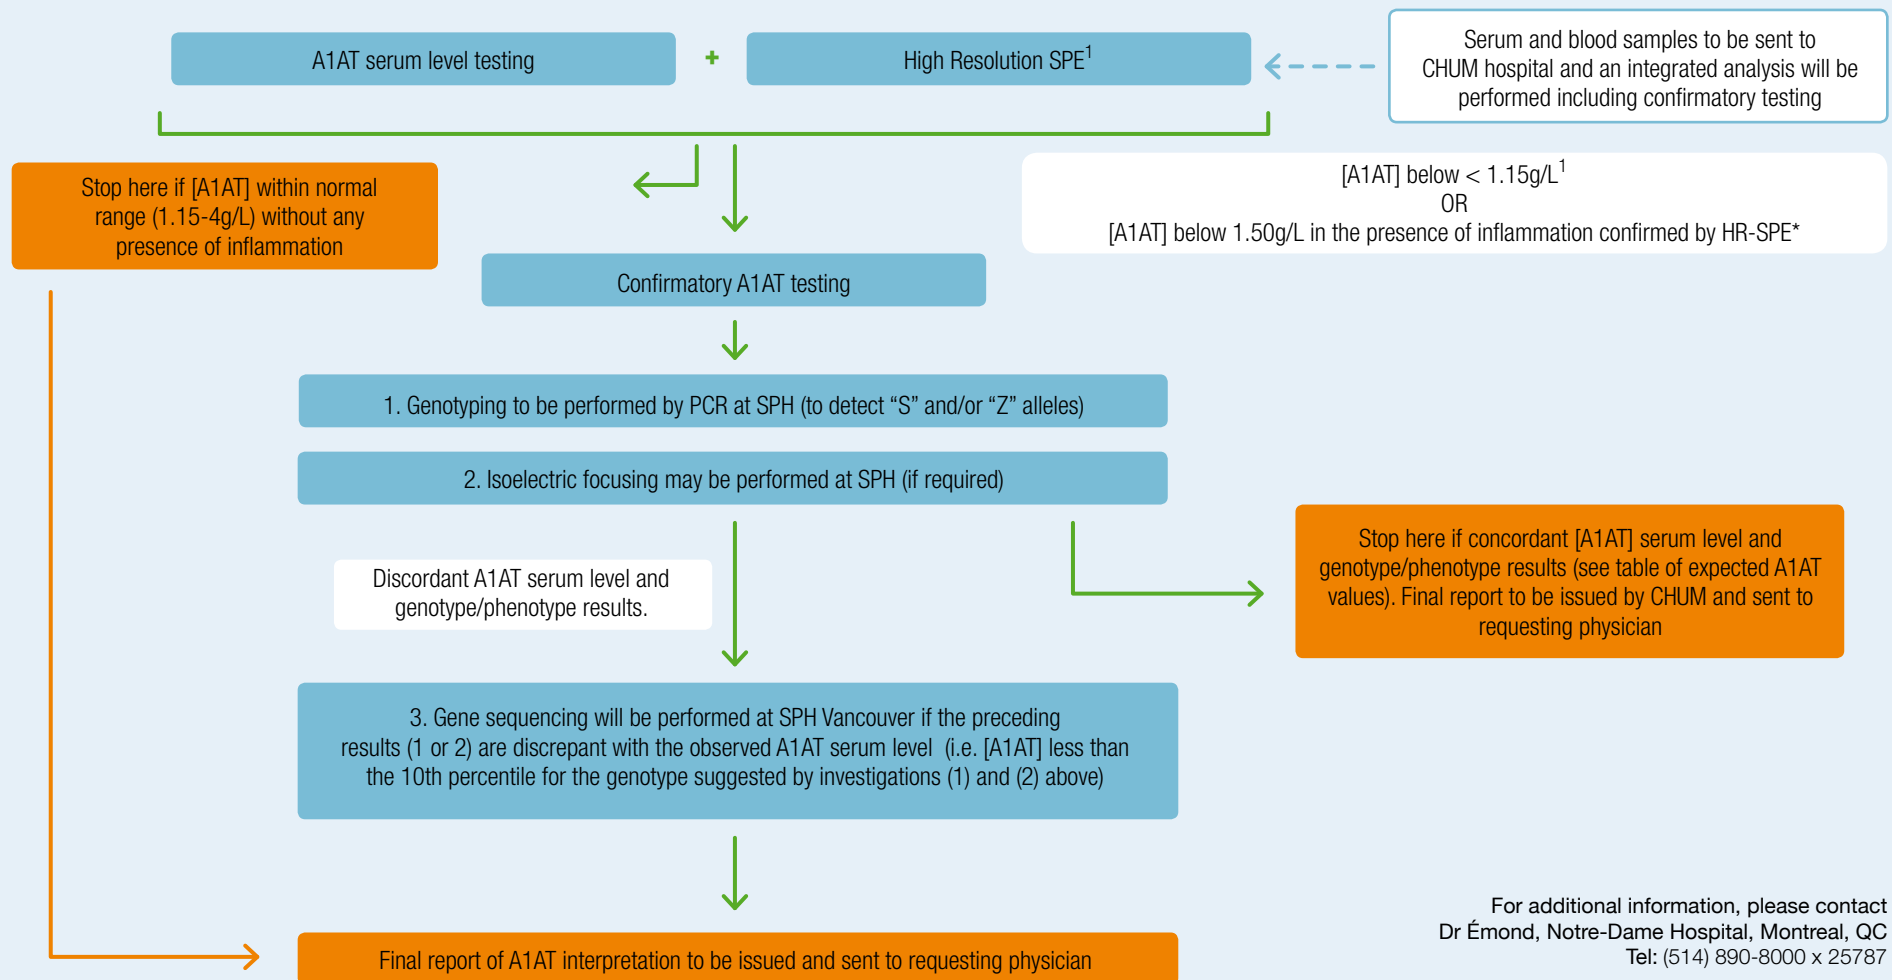 A1AT serum level testing
+
High Resolution SPE1
Serum and blood samples to be sent to
CHUM hospital and an integrated analysis will be
performed including confirmatory testing
Stop here if [A1AT] within normal
range (1.15-4g/L) without any
presence of inflammation
[A1AT] below < 1.15g/L1
OR
[A1AT] below 1.50g/L in the presence of inflammation confirmed by HR-SPE*
Confirmatory A1AT testing
1. Genotyping to be performed by PCR at SPH (to detect “S” and/or “Z” alleles)
2. Isoelectric focusing may be performed at SPH (if required)
Discordant A1AT serum level and
genotype/phenotype results.
Stop here if concordant [A1AT] serum level and
genotype/phenotype results (see table of expected A1AT
values). Final report to be issued by CHUM and sent to
requesting physician
3. Gene sequencing will be performed at SPH Vancouver if the preceding
results (1 or 2) are discrepant with the observed A1AT serum level (i.e. [A1AT] less than
the 10th percentile for the genotype suggested by investigations (1) and (2) above)
Final report of A1AT interpretation to be issued and sent to requesting physician
For additional information, please contact
Dr Émond, Notre-Dame Hospital, Montreal, QC
Tel: (514) 890-8000 x 25787